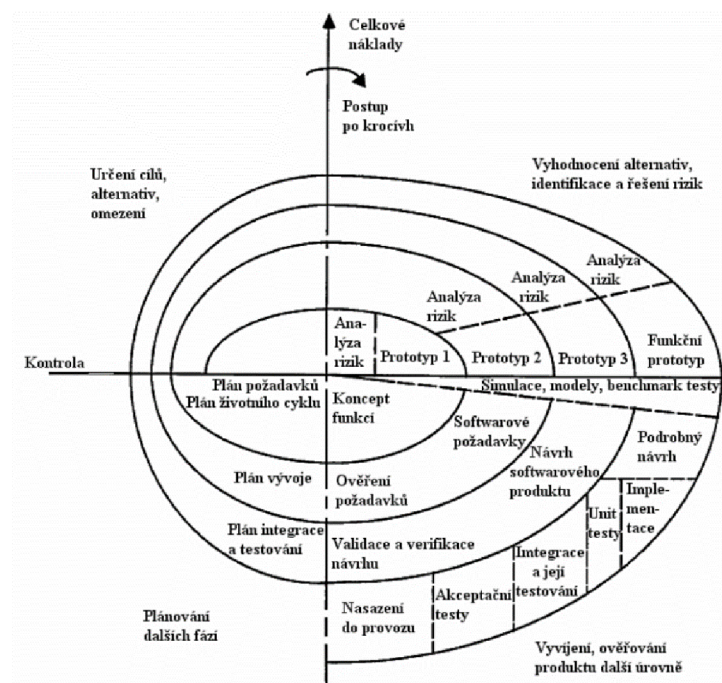 Celkové
náklady
Postup
po krocívh
Určení cílů,
alternativ,
omezení
Vyhodnocení alternativ,
identifikace a řešení rizik
Analýza
rizik
Analýza
rizik
Analýza
rizik
Ana-
lýza
rizik
Prototyp 1
Prototyp 2
Prototyp 3
Funkční
prototyp
Kontrola
Plán požadavků
Plán životního cyklu
Koncept
funkcí
Simulace, modely, benchmark testy
Softwarové
požadavky
Návrh
softwarového
produktu
Podrobný
návrh
Plán vývoje
Ověření
požadavků
Unit
testy
Imple-
men-
tace
Plán integrace
a testování
Validace a verifikace
návrhu
Imtegrace
a její
testování
Nasazení
do provozu
Akceptační
testy
Plánování
dalších fází
Vyvíjení, ověřování
produktu další úrovně